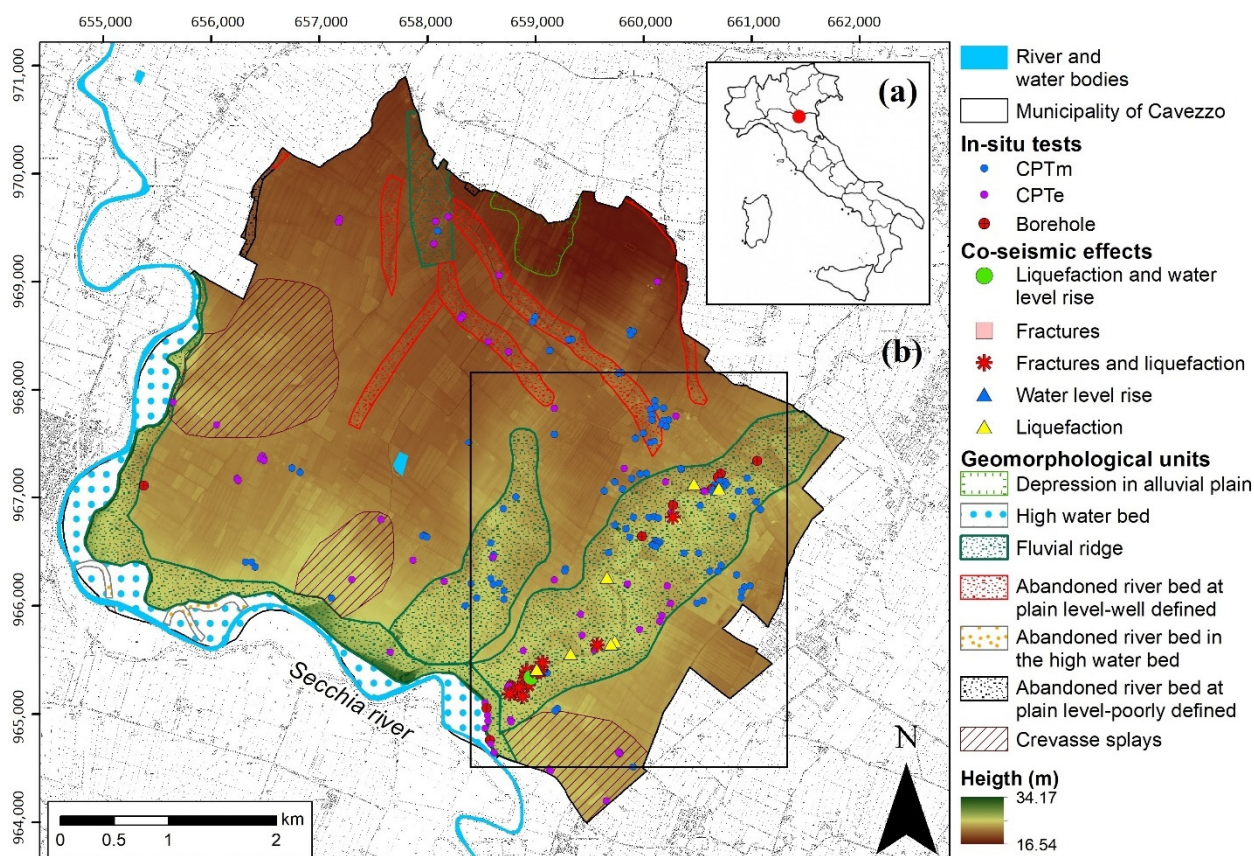 655,000 656,000 657,000 658,000 659,000 660,000 661,000 662,000
971,000
970,000
969,000
968,000
967,000
966,000
965,000
964,000
(a)
(b)
Secchia river
N
0 0.5 1 2 km
River and
water bodies
Municipality of Cavezzo
In-situ tests
CPTm
CPTe
Borehole
Co-seismic effects
Liquefaction and water
level rise
Fractures
Fractures and liquefaction
Water level rise
Liquefaction
Geomorphological units
Depression in alluvial plain
High water bed
Fluvial ridge
Abandoned river bed at
plain level-well defined
Abandoned river bed in
the high water bed
Abandoned river bed at
plain level-poorly defined
Crevasse splays
Heigth (m)
34.17
16.54